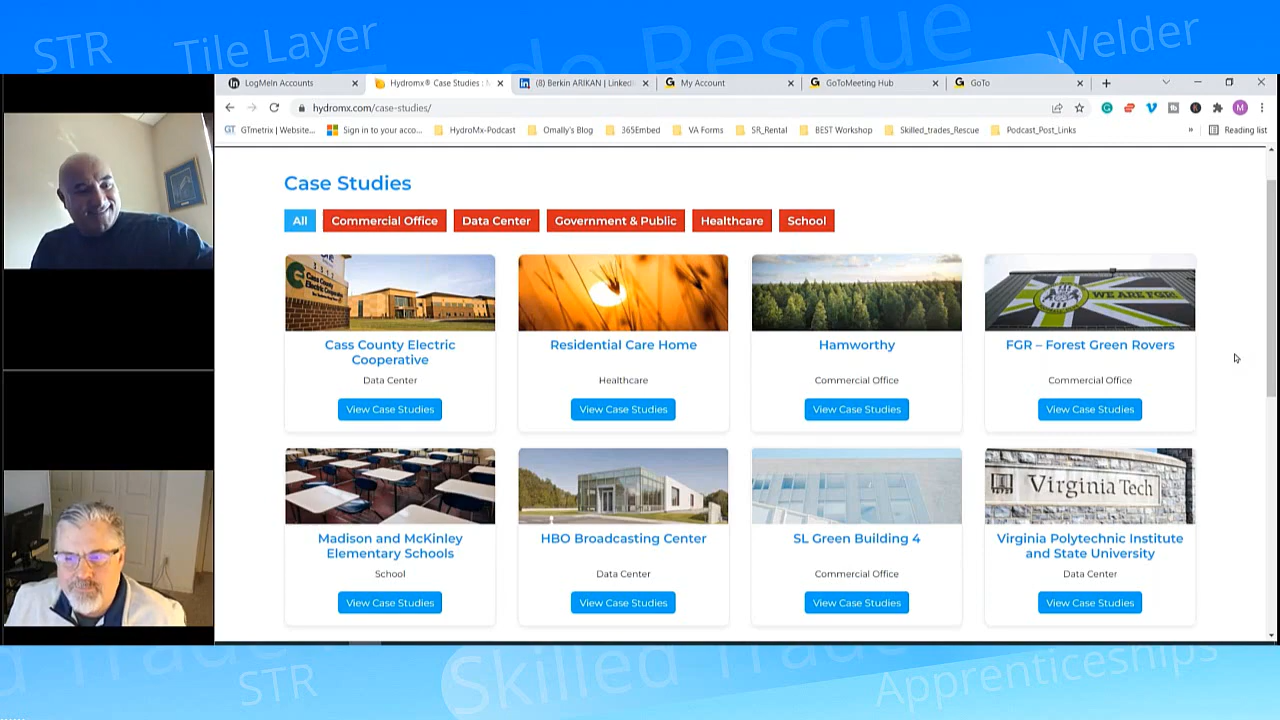 STR
Tile Layer
de Rescue
Welder
LogMeIn Accounts
Hydromx® Case Studies :
(8) Berkin ARIKAN | LinkedIn
My Account
GoToMeeting Hub
GoTo
hydromx.com/case-studies/
M
GTmetrix | Website...
Sign in to your acco...
HydroMx-Podcast
Omally's Blog
365Embed
VA Forms
SR_Rental
BEST Workshop
Skilled_trades_Rescue
Podcast_Post_Links
»
Reading list
Case Studies
All
Commercial Office
Data Center
Government & Public
Healthcare
School
Cass County Electric Cooperative
WE ARE FGR!
Cass County Electric
Cooperative
Data Center
View Case Studies
Residential Care Home
Healthcare
View Case Studies
Hamworthy
Commercial Office
View Case Studies
FGR – Forest Green Rovers
Commercial Office
View Case Studies
Virginia Tech
Madison and McKinley
Elementary Schools
School
View Case Studies
HBO Broadcasting Center
Data Center
View Case Studies
SL Green Building 4
Commercial Office
View Case Studies
Virginia Polytechnic Institute
and State University
Data Center
View Case Studies
STR
Skilled
Apprenticeships